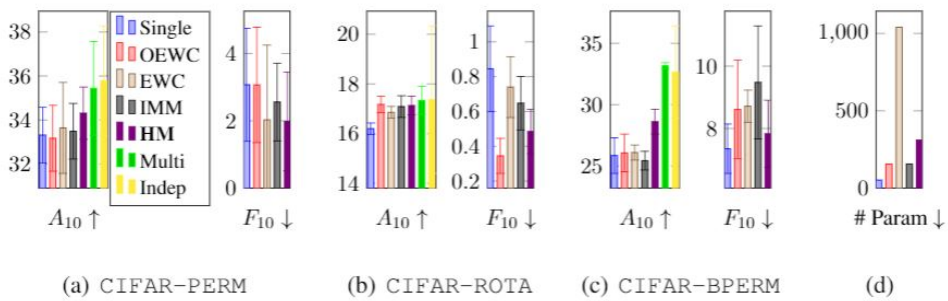 38
36
34
32
A₁₀ ↑
Single
OEWC
EWC
IMM
HM
Multi
Indep
4
2
0
F₁₀ ↓
20
18
16
14
A₁₀ ↑
1
0.8
0.6
0.4
0.2
F₁₀ ↓
35
30
25
A₁₀ ↑
10
8
F₁₀ ↓
1,000
500
0
# Param ↓
(a) CIFAR-PERM
(b) CIFAR-ROTA
(c) CIFAR-BPERM
(d)